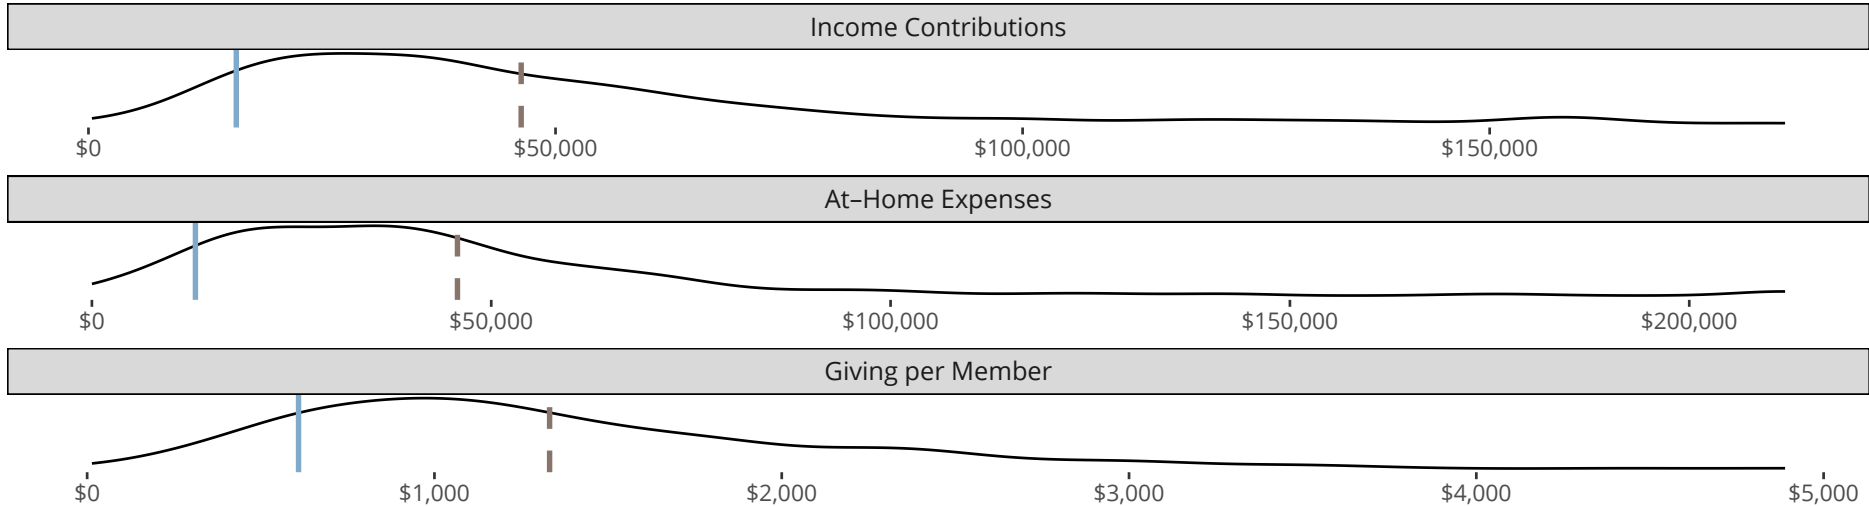 Income Contributions
$0 $50,000 $100,000 $150,000
At–Home Expenses
$0 $50,000 $100,000 $150,000 $200,000
Giving per Member
$0 $1,000 $2,000 $3,000 $4,000 $5,000